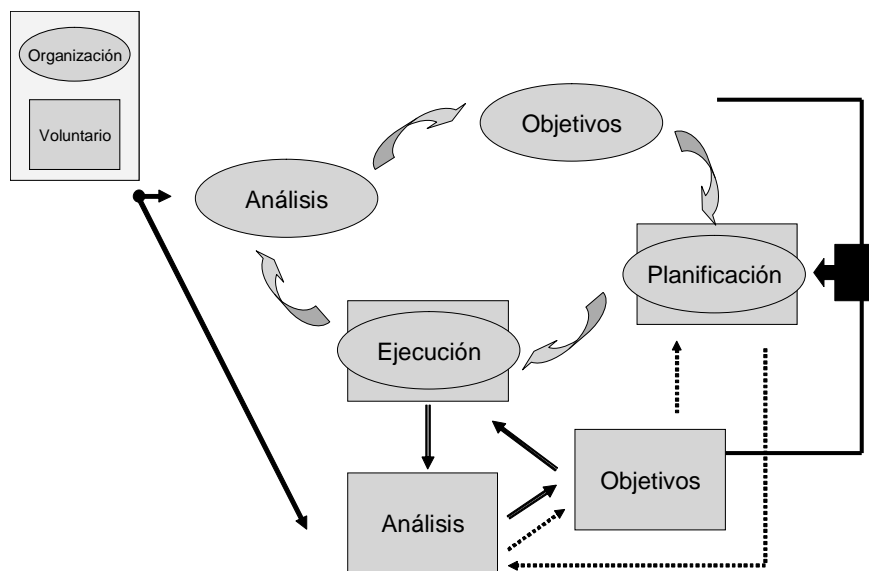 Organización
Voluntario
Objetivos
Análisis
Planificación
Ejecución
Objetivos
Análisis